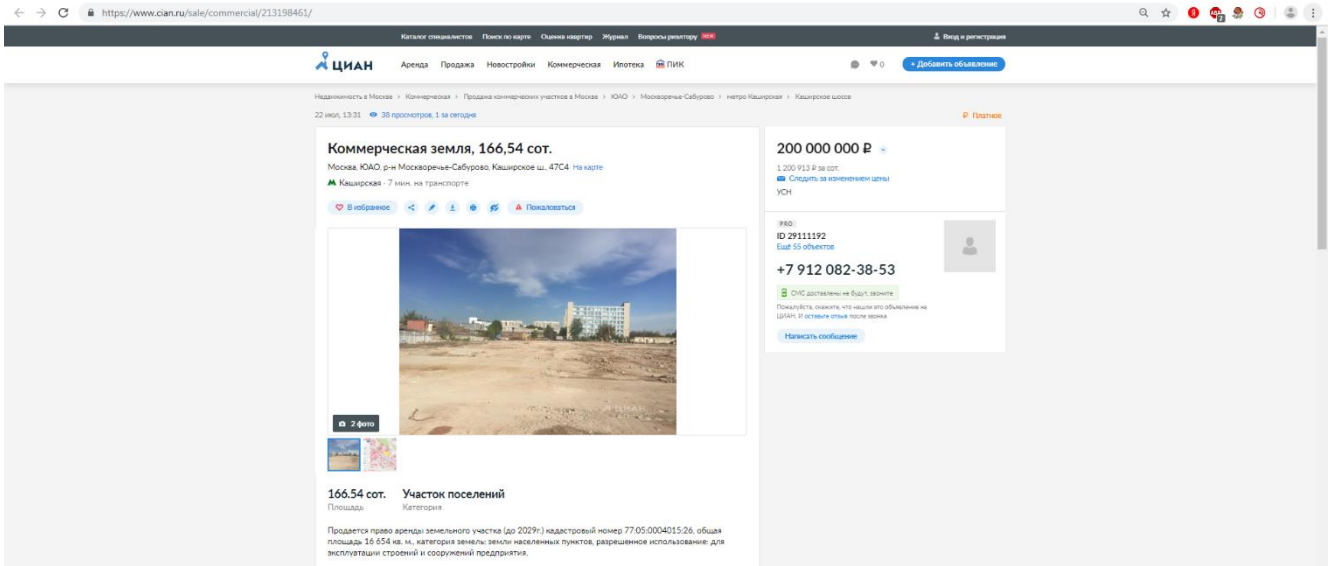 https://www.cian.ru/sale/commercial/213198461/
Каталог специалистов Поиск по карте Оценка квартир Журнал Вопросы риелтору NEW Вход и регистрация
ЦИАН Аренда Продажа Новостройки Коммерческая Ипотека ПИК 0 + Добавить объявление
Недвижимость в Москве > Коммерческая > Продажа коммерческих участков в Москве > ЮАО > Москворечье-Сабурово > метро Каширская > Каширское шоссе
22 июл, 13:31 38 просмотров, 1 за сегодня ₽ Платное
Коммерческая земля, 166,54 сот.
Москва, ЮАО, р-н Москворечье-Сабурово, Каширское ш., 47С4 На карте
Каширская · 7 мин. на транспорте
В избранное Пожаловаться
2 фото
ЦИАН
166.54 сот. Участок поселений
Площадь Категория
Продается право аренды земельного участка (до 2029г.) кадастровый номер 77:05:0004015:26, общая
площадь 16 654 кв. м., категория земель: земли населенных пунктов, разрешенное использование: для
эксплуатации строений и сооружений предприятия.
200 000 000 ₽
1 200 913 ₽ за сот.
Следить за изменением цены
УСН
PRO
ID 29111192
Ещё 55 объектов
+7 912 082-38-53
СМС доставлены не будут, звоните
Пожалуйста, скажите, что нашли это объявление на
ЦИАН. И оставьте отзыв после звонка
Написать сообщение